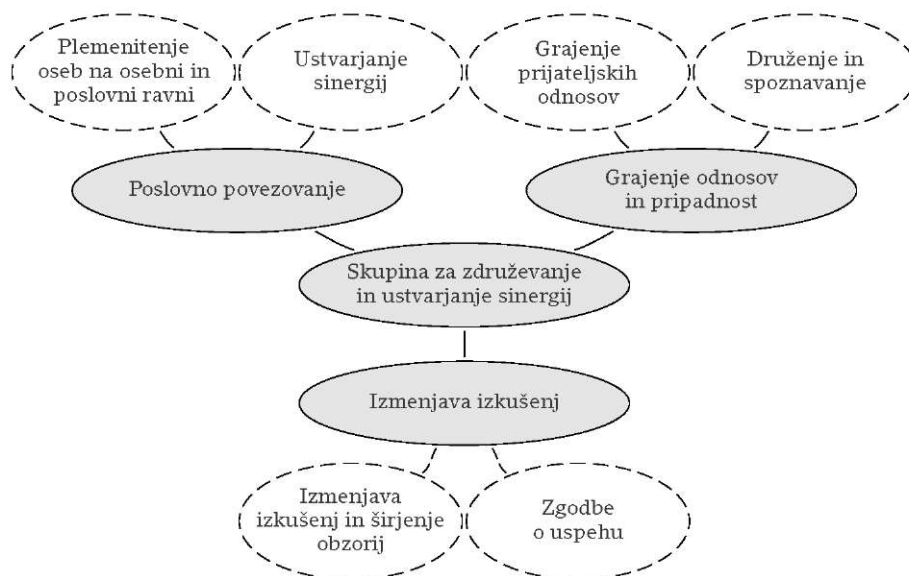 Plemenitenje
oseb na osebni in
poslovni ravni
Ustvarjanje
sinergij
Grajenje
prijateljskih
odnosov
Druženje in
spoznavanje
Poslovno povezovanje
Grajenje odnosov
in pripadnost
Skupina za združevanje
in ustvarjanje sinergij
Izmenjava izkušenj
Izmenjava
izkušenj in širjenje
obzorij
Zgodbe
o uspehu